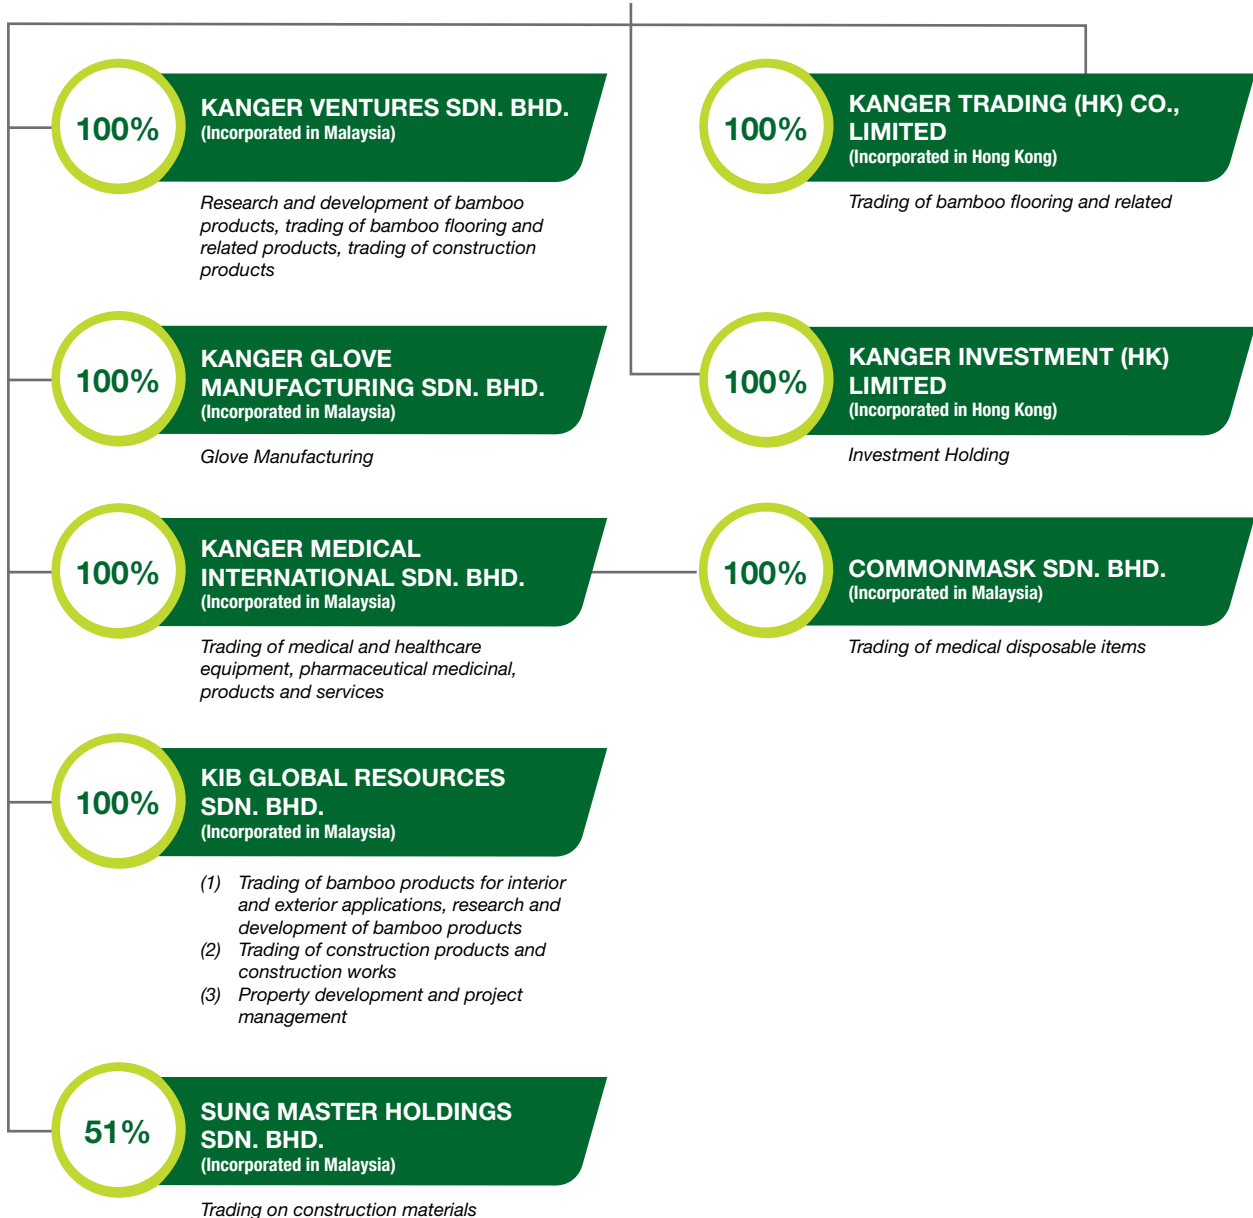 100%
KANGER VENTURES SDN. BHD.
(Incorporated in Malaysia)
Research and development of bamboo
products, trading of bamboo flooring and
related products, trading of construction
products
100%
KANGER TRADING (HK) CO.,
LIMITED
(Incorporated in Hong Kong)
Trading of bamboo flooring and related
100%
KANGER GLOVE
MANUFACTURING SDN. BHD.
(Incorporated in Malaysia)
Glove Manufacturing
100%
KANGER INVESTMENT (HK)
LIMITED
(Incorporated in Hong Kong)
Investment Holding
100%
KANGER MEDICAL
INTERNATIONAL SDN. BHD.
(Incorporated in Malaysia)
Trading of medical and healthcare
equipment, pharmaceutical medicinal,
products and services
100%
COMMONMASK SDN. BHD.
(Incorporated in Malaysia)
Trading of medical disposable items
100%
KIB GLOBAL RESOURCES
SDN. BHD.
(Incorporated in Malaysia)
(1) Trading of bamboo products for interior
and exterior applications, research and
development of bamboo products
(2) Trading of construction products and
construction works
(3) Property development and project
management
51%
SUNG MASTER HOLDINGS
SDN. BHD.
(Incorporated in Malaysia)
Trading on construction materials